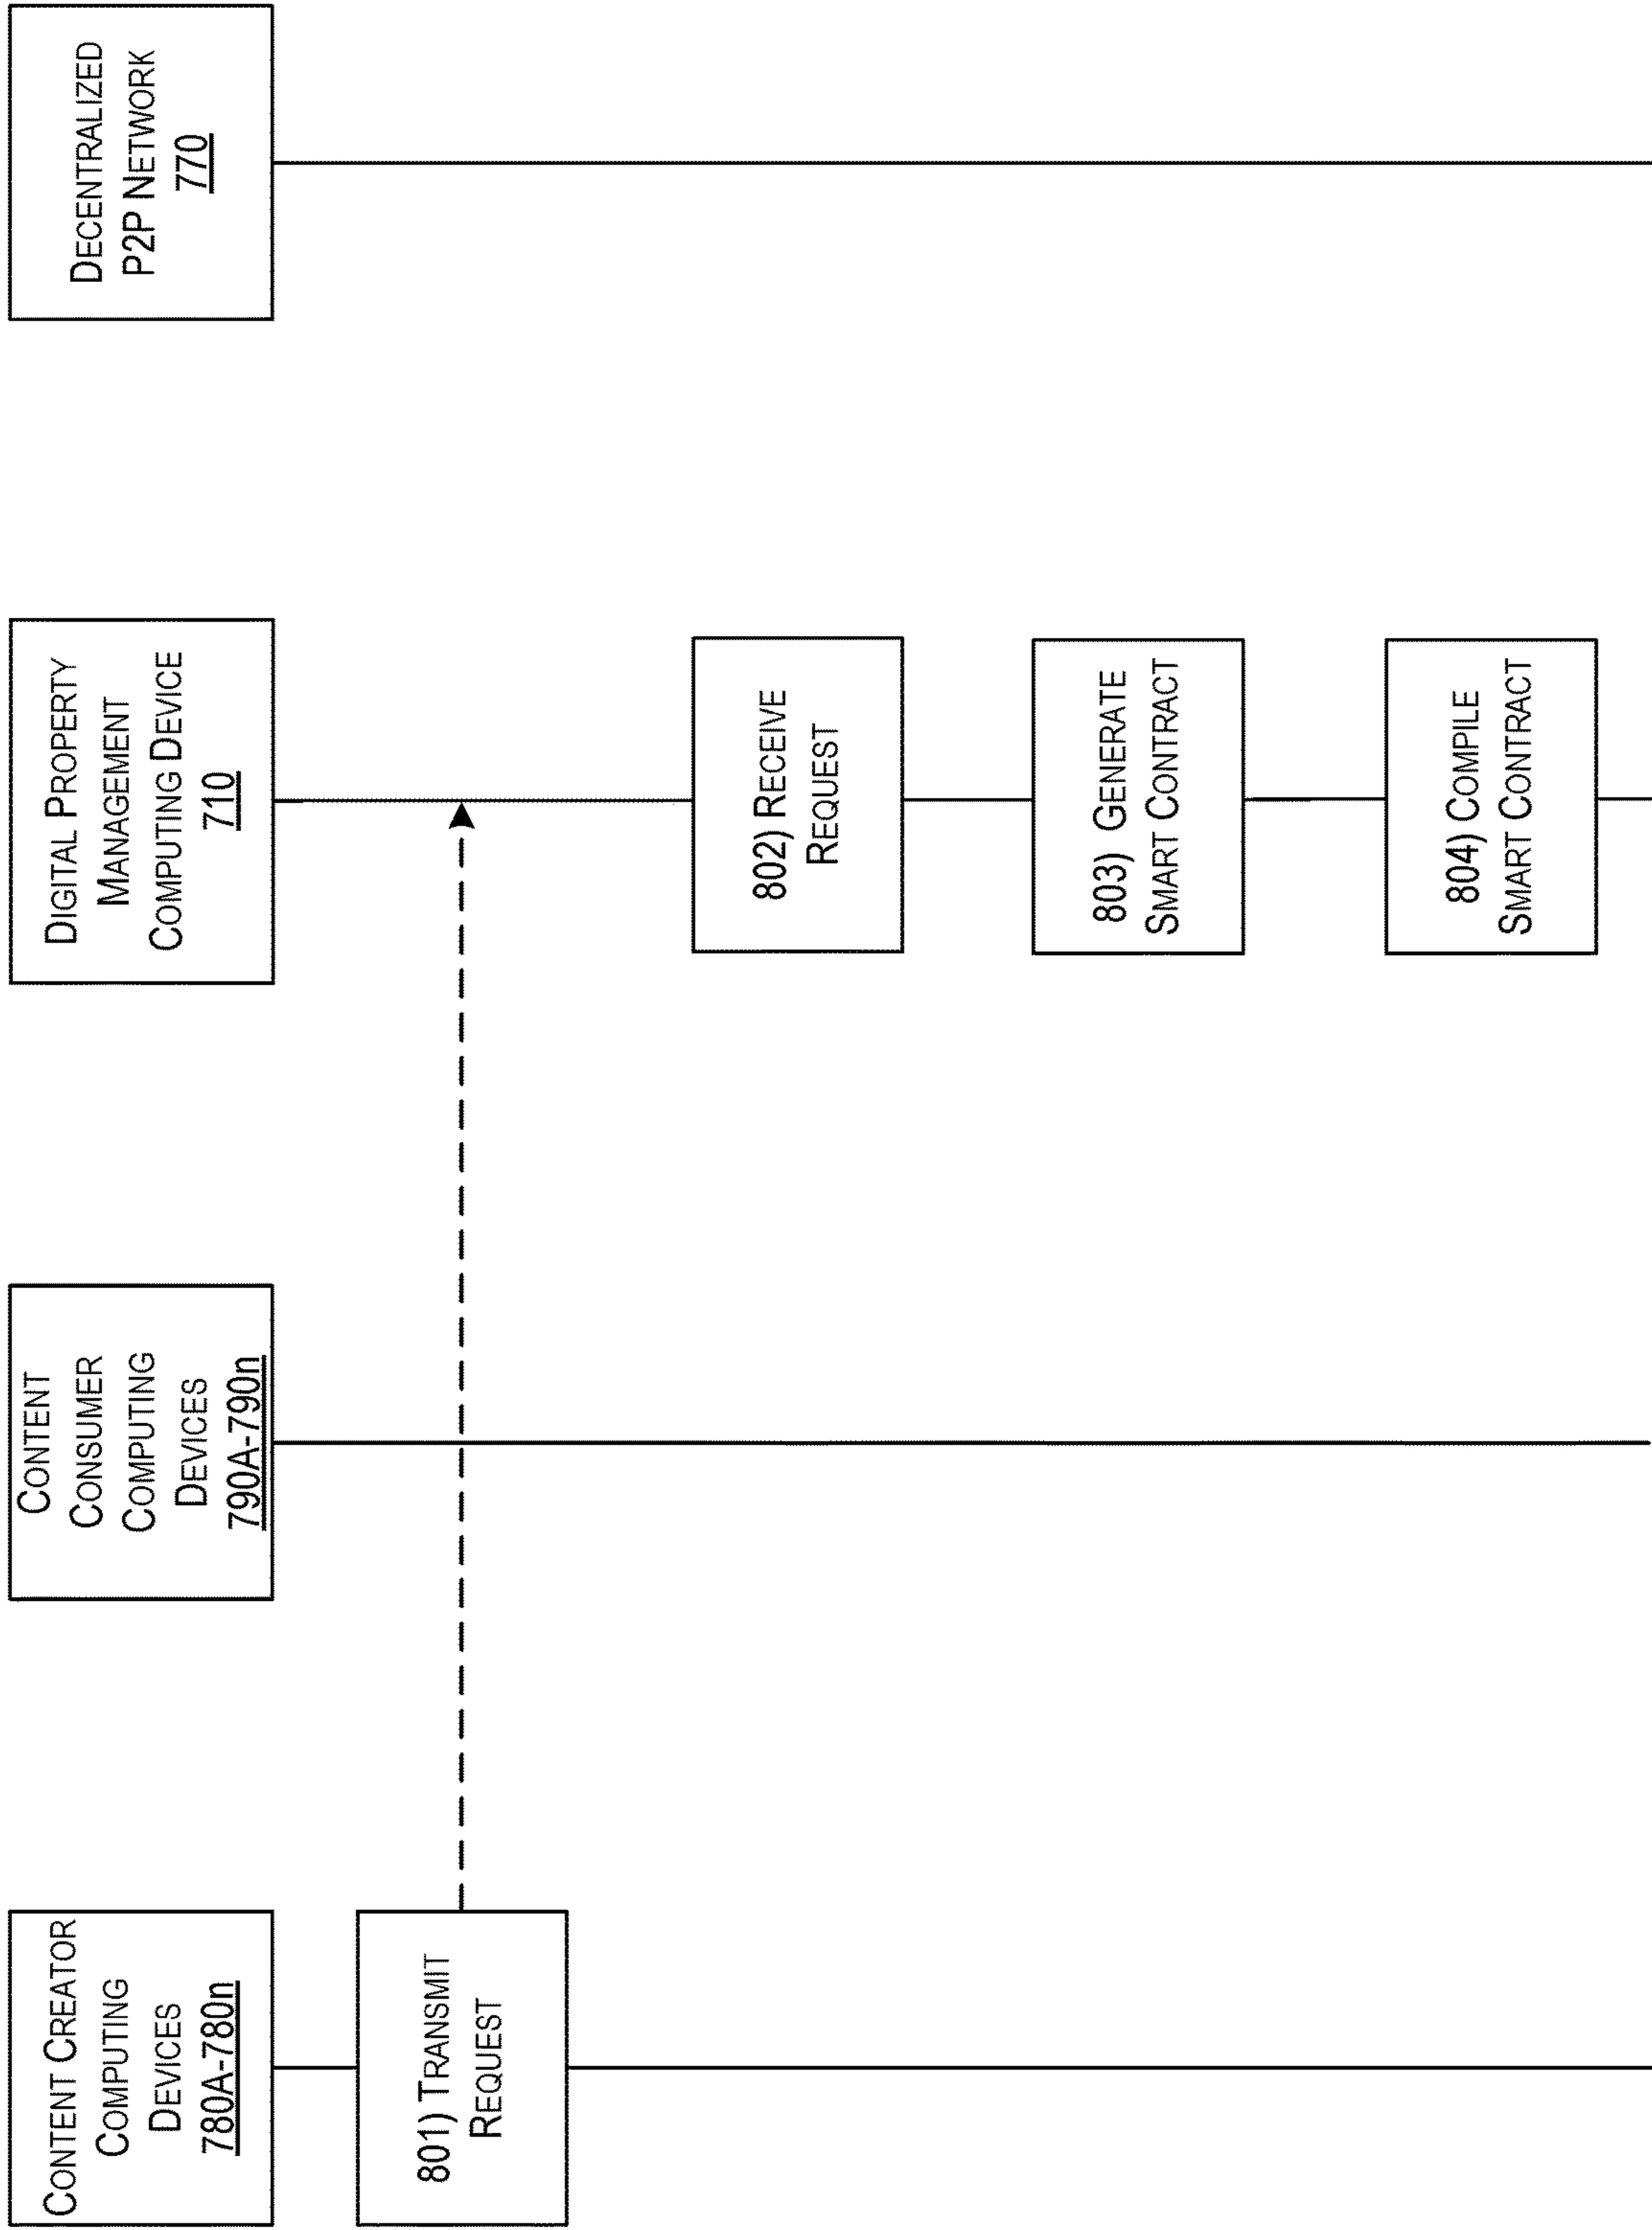 CONTENT CREATOR
COMPUTING
DEVICES
780A-780n
CONTENT
CONSUMER
COMPUTING
DEVICES
790A-790n
DIGITAL PROPERTY
MANAGEMENT
COMPUTING DEVICE
710
DECENTRALIZED
P2P NETWORK
770
801) TRANSMIT
REQUEST
802) RECEIVE
REQUEST
803) GENERATE
SMART CONTRACT
804) COMPILE
SMART CONTRACT